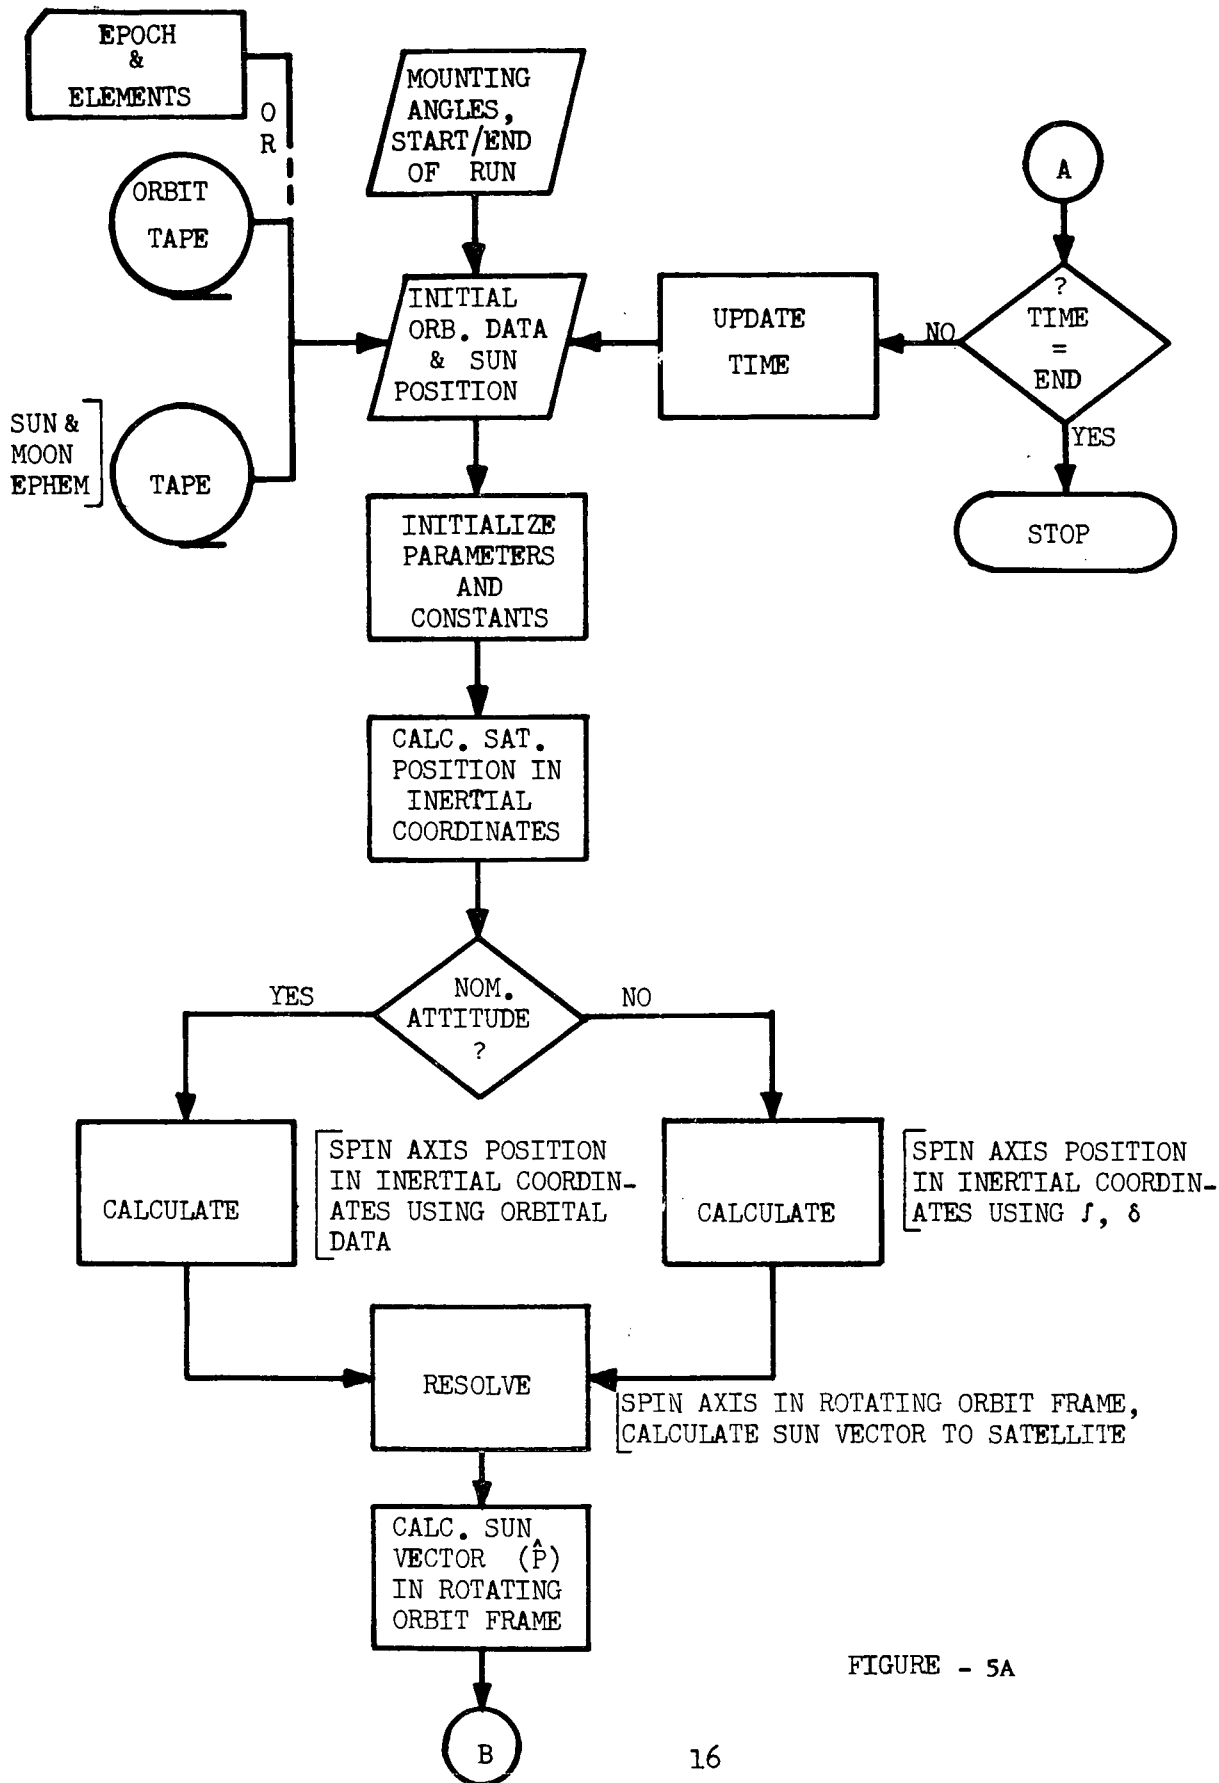 EPOCH
&
ELEMENTS
O
R
ORBIT
TAPE
SUN &
MOON
EPHEM
TAPE
MOUNTING
ANGLES,
START/END
OF RUN
INITIAL
ORB. DATA
& SUN
POSITION
UPDATE
TIME
A
?
TIME
=
END
NO
YES
STOP
INITIALIZE
PARAMETERS
AND
CONSTANTS
CALC. SAT.
POSITION IN
INERTIAL
COORDINATES
NOM.
ATTITUDE
?
YES
NO
CALCULATE
SPIN AXIS POSITION
IN INERTIAL COORDIN-
ATES USING ORBITAL
DATA
CALCULATE
SPIN AXIS POSITION
IN INERTIAL COORDIN-
ATES USING ƒ, δ
RESOLVE
SPIN AXIS IN ROTATING ORBIT FRAME,
CALCULATE SUN VECTOR TO SATELLITE
CALC. SUN
VECTOR (P̂)
IN ROTATING
ORBIT FRAME
B
FIGURE - 5A
16